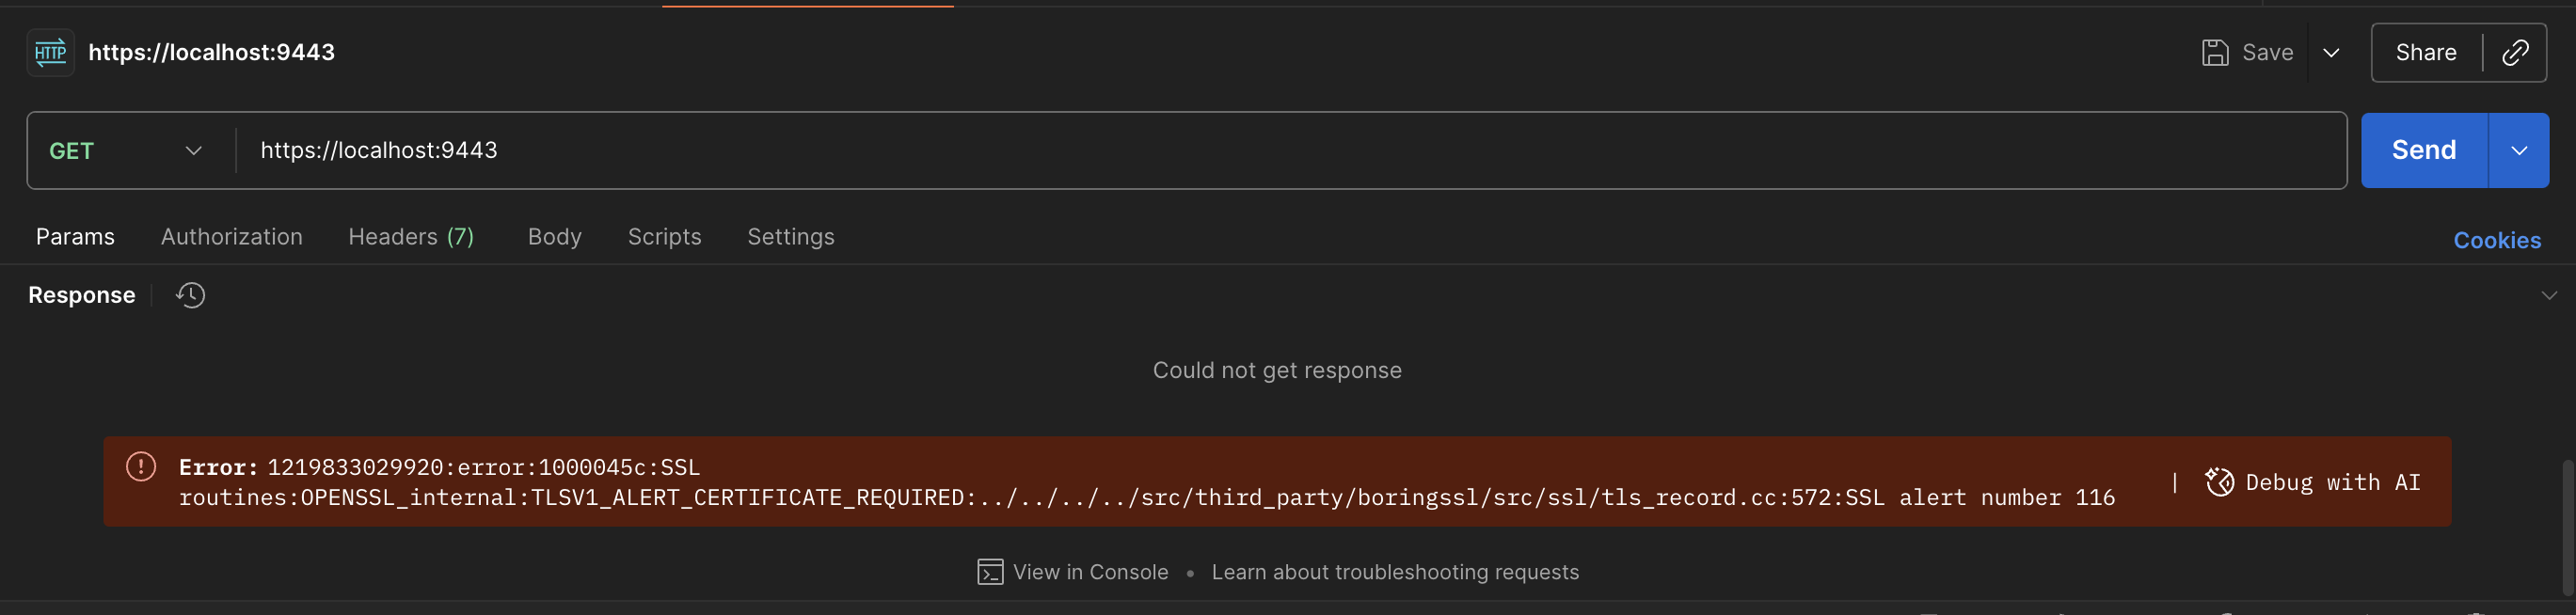 HTTP https://localhost:9443 Save Share
GET https://localhost:9443 Send
Params Authorization Headers (7) Body Scripts Settings Cookies
Response
Could not get response
Error: 1219833029920:error:1000045c:SSL
routines:OPENSSL_internal:TLSV1_ALERT_CERTIFICATE_REQUIRED:../../../../src/third_party/boringssl/src/ssl/tls_record.cc:572:SSL alert number 116 | Debug with AI
View in Console • Learn about troubleshooting requests